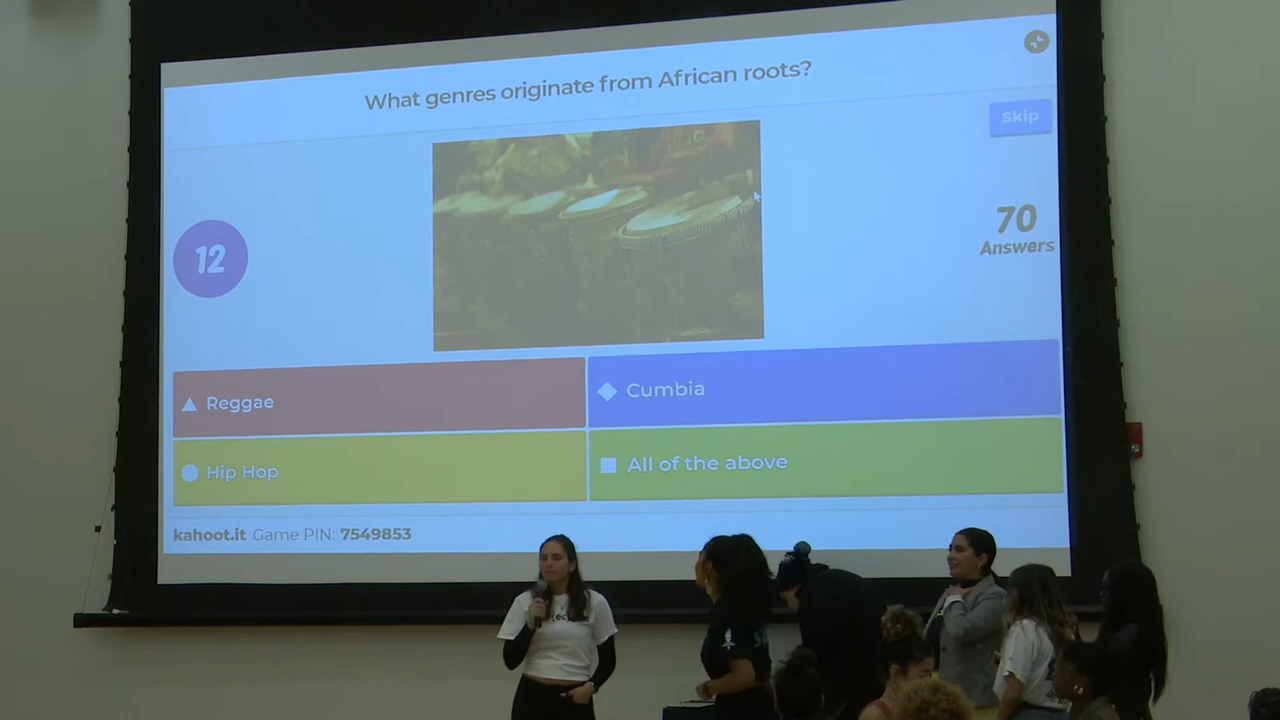 What genres originate from African roots?
Skip
12
70
Answers
Reggae
Cumbia
Hip Hop
All of the above
kahoot.it Game PIN: 7549853